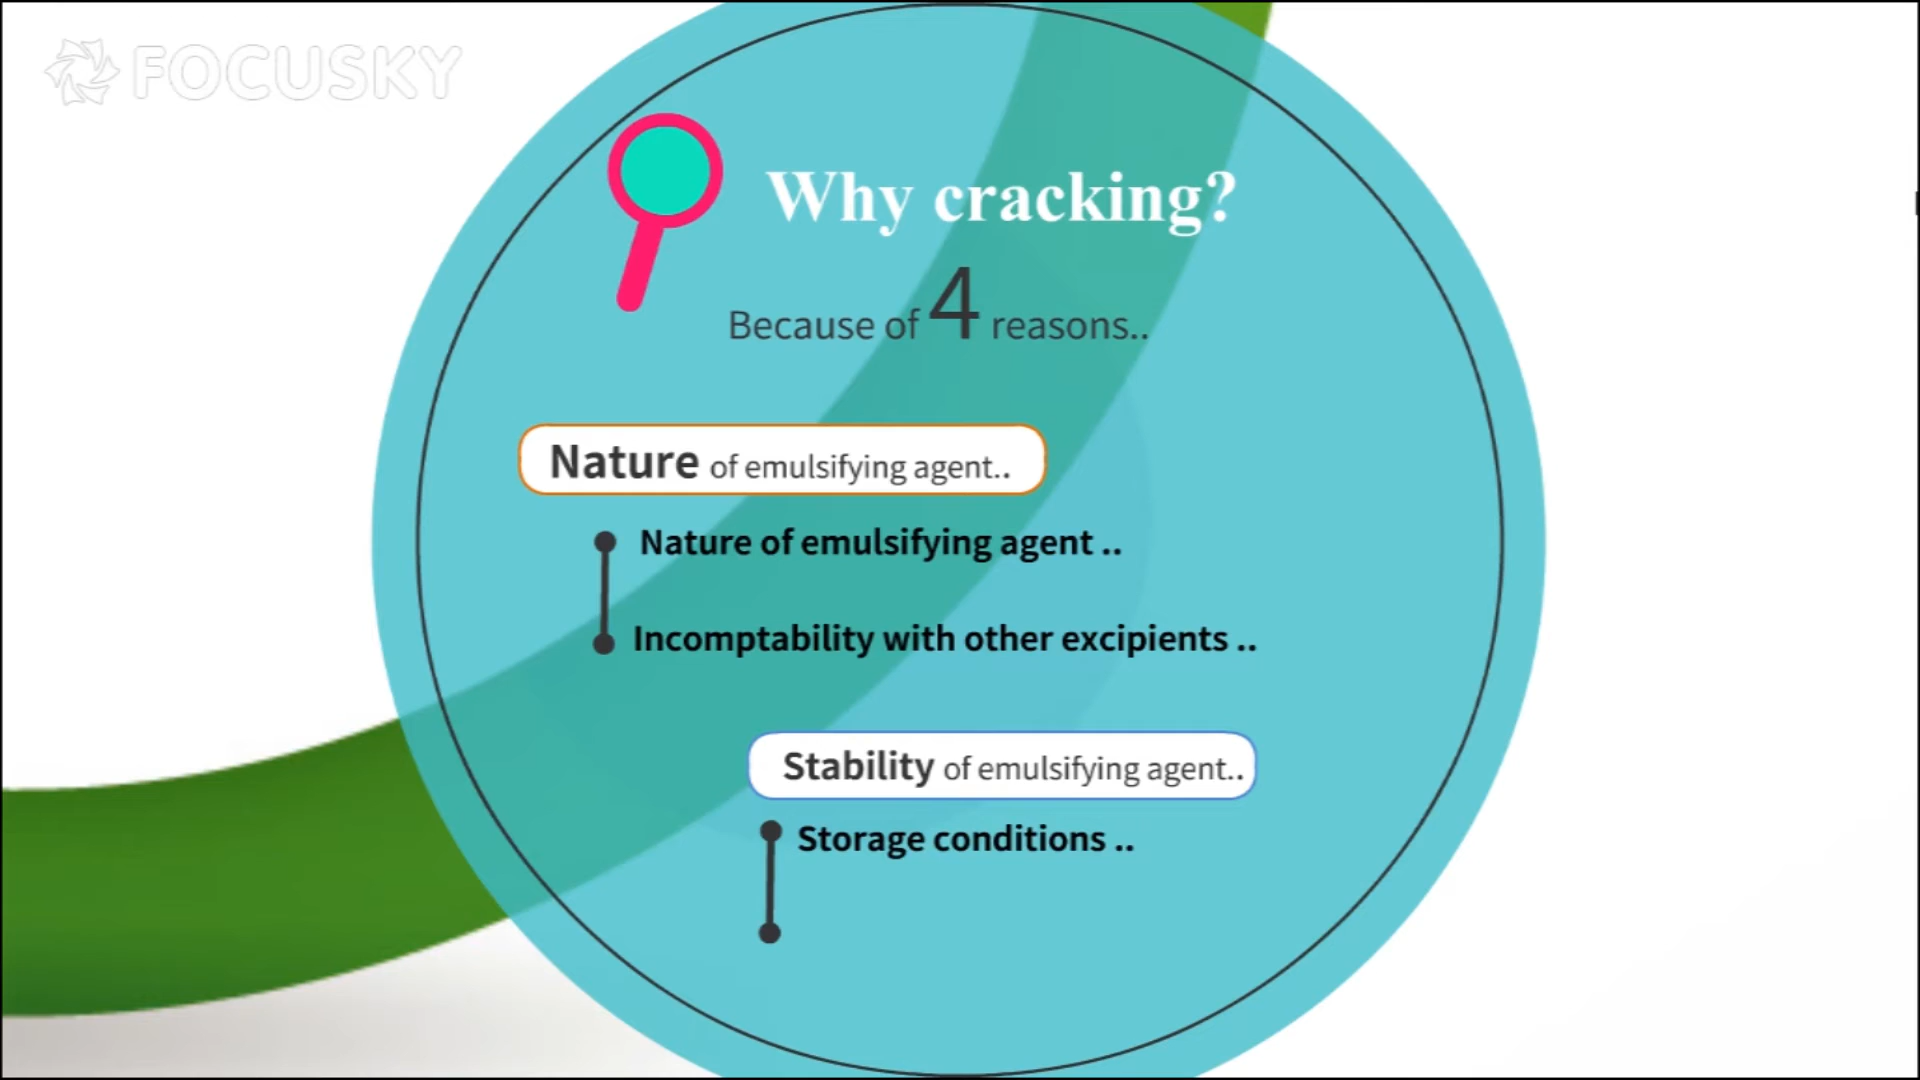 FOCUSKY
Why cracking?
Because of 4 reasons..
Nature of emulsifying agent..
Nature of emulsifying agent ..
Incomptability with other excipients ..
Stability of emulsifying agent..
Storage conditions ..